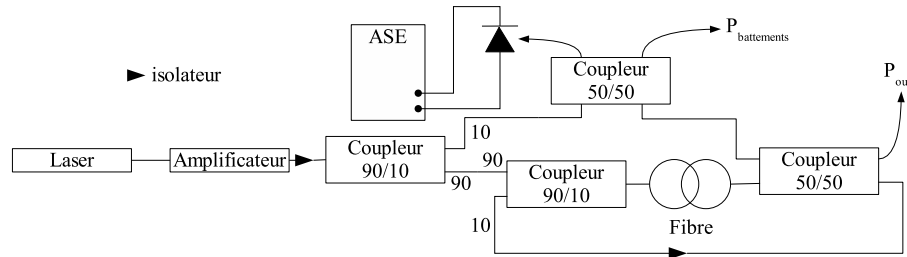 ASE
P battements
isolateur
Coupleur
50/50
P ou
10
Laser
Amplificateur
Coupleur
90/10
90
90
Coupleur
90/10
Coupleur
50/50
10
Fibre